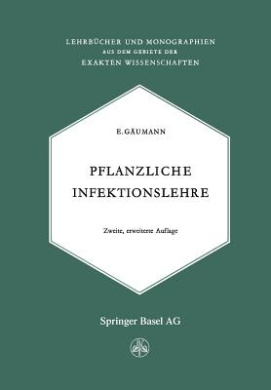 LEHRBÜCHER UND MONOGRAPHIEN
AUS DEM GEBIETE DER
EXAKTEN WISSENSCHAFTEN
E. GÄUMANN
PFLANZLICHE
INFEKTIONSLEHRE
Zweite, erweiterte Auflage
Springer Basel AG